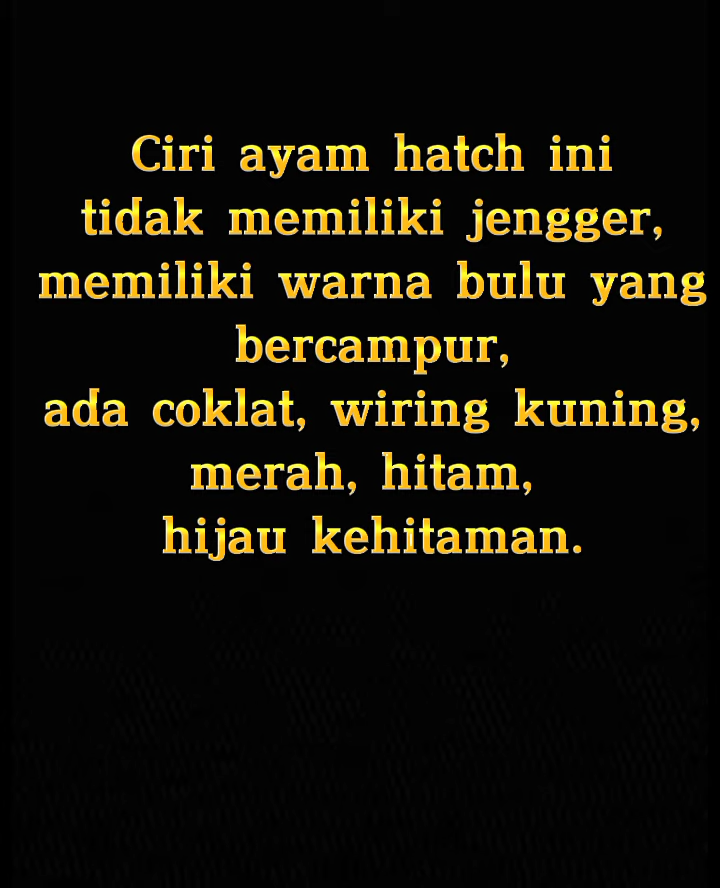 Ciri ayam hatch ini
tidak memiliki jengger,
memiliki warna bulu yang
bercampur,
ada coklat, wiring kuning,
merah, hitam,
hijau kehitaman.